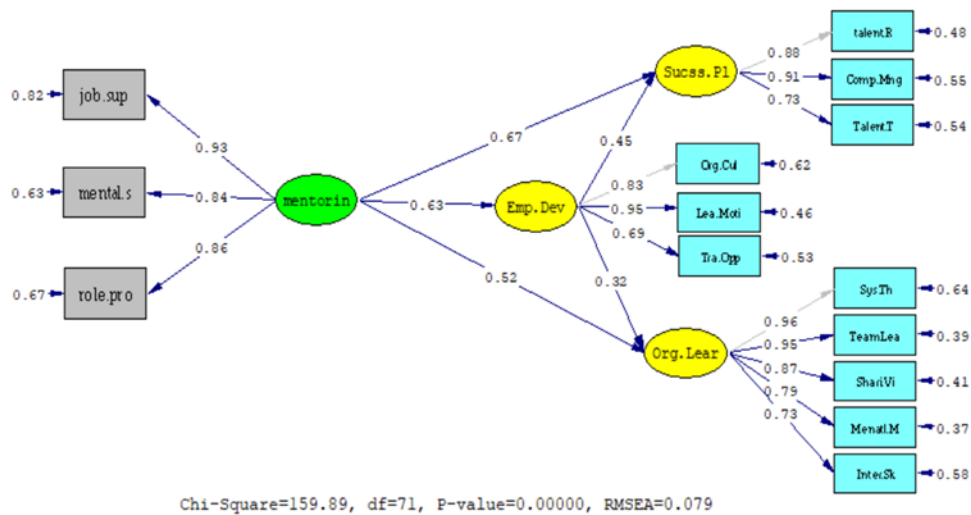 0.82
job.sup
0.93
0.63
mental.s
0.84
0.67
role.pro
0.86
mentorin
0.67
0.63
0.52
Sucss.Pl
0.45
Emp.Dev
0.32
Org.Lear
0.88
talent.R
0.48
0.91
Comp.Mng
0.55
0.73
Talent.T
0.54
0.83
Org.Cul
0.62
0.95
Lea.Moti
0.46
0.69
Tra.Opp
0.53
0.96
SysTh
0.64
0.95
TeamLea
0.39
0.87
ShariVi
0.41
0.79
Menatl.M
0.37
0.73
Inter.Sk
0.58
Chi-Square=159.89, df=71, P-value=0.00000, RMSEA=0.079